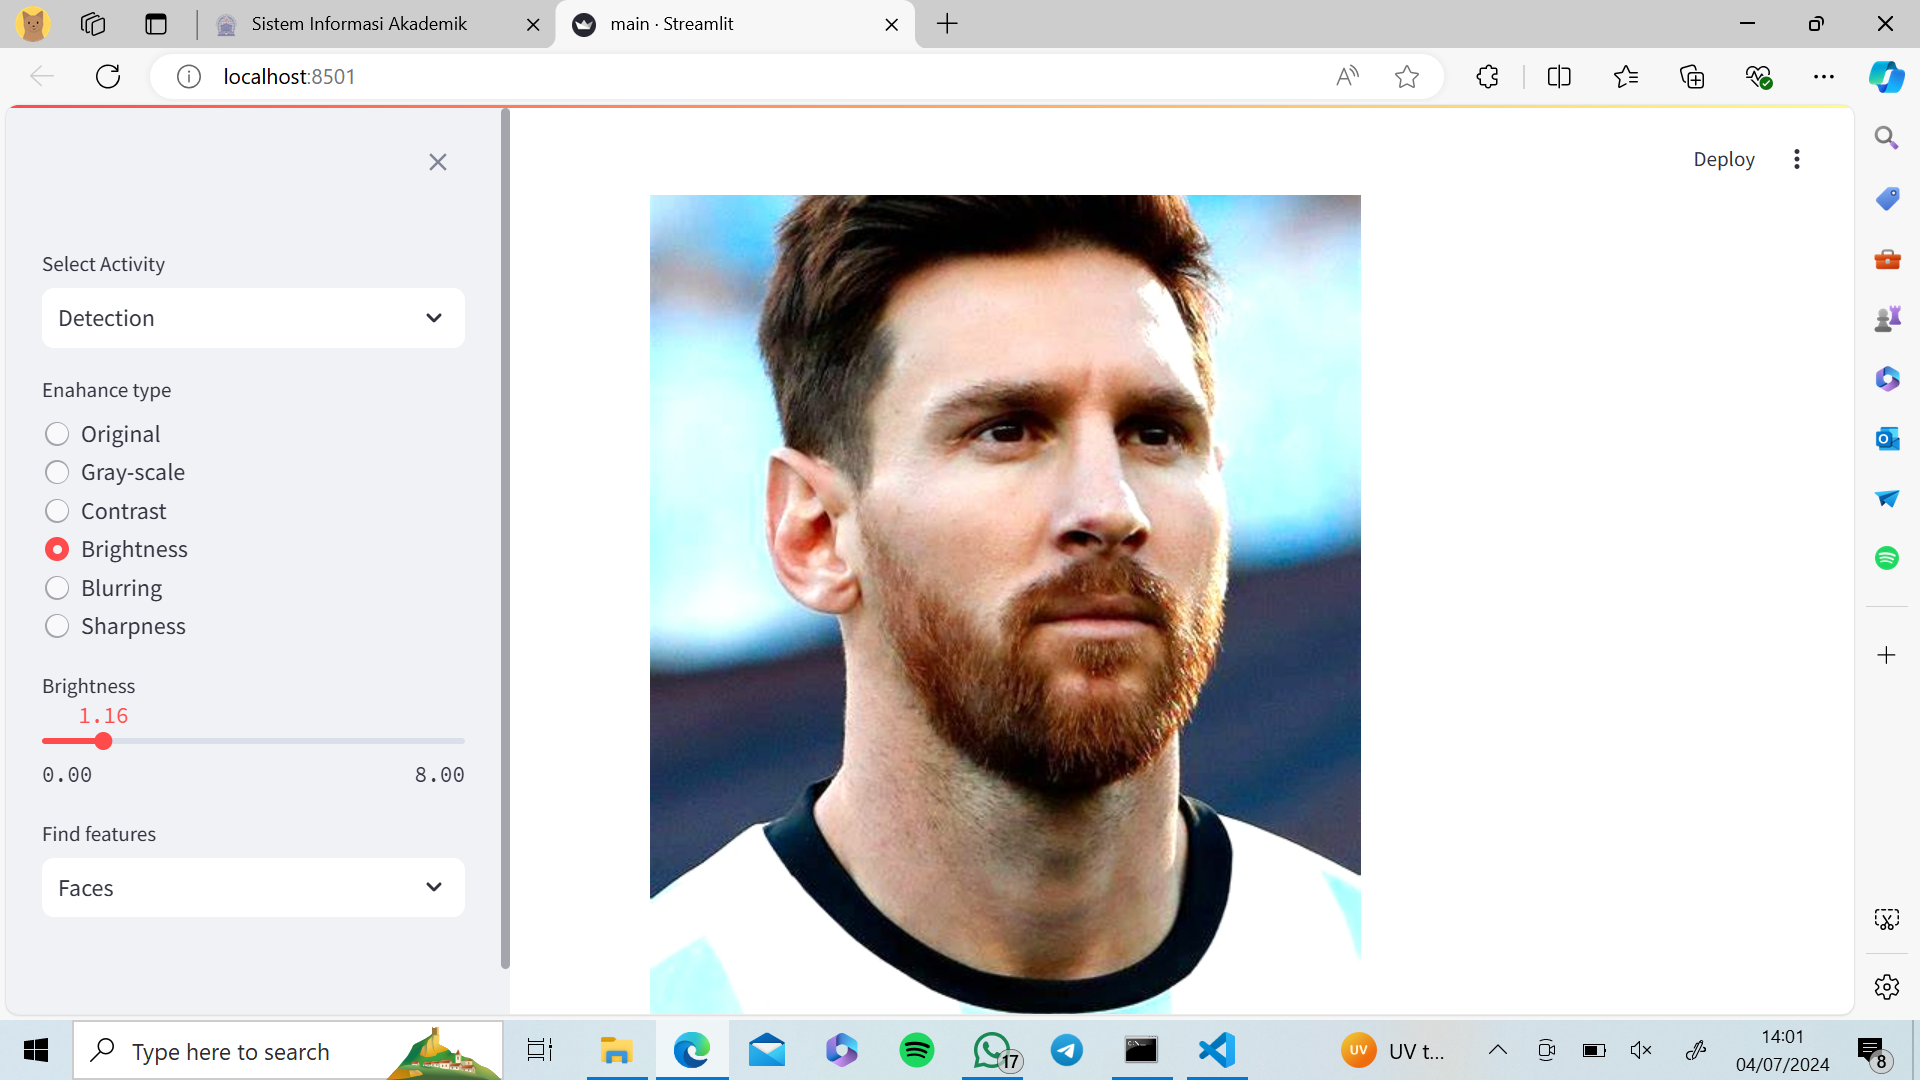 Sistem Informasi Akademik
main · Streamlit
localhost:8501
Deploy
Select Activity
Detection
Enahance type
Original
Gray-scale
Contrast
Brightness
Blurring
Sharpness
Brightness
1.16
0.00 8.00
Find features
Faces
Type here to search
17
UV
UV t...
14:01
04/07/2024
8